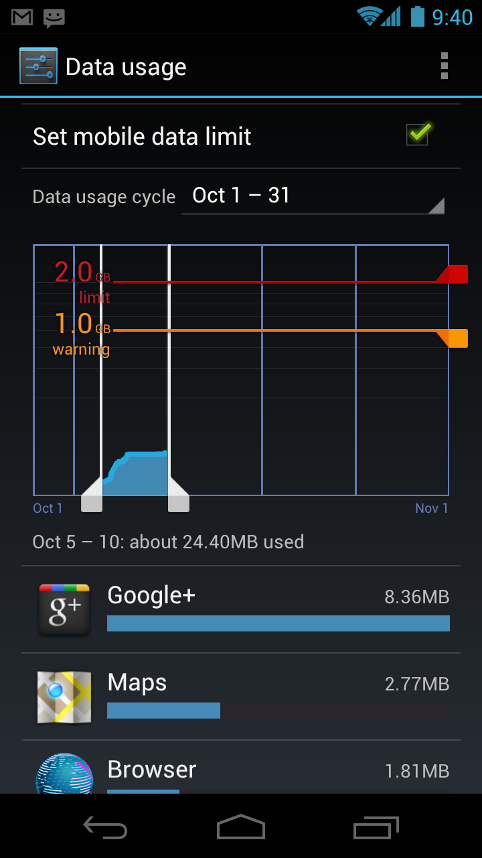 9:40
Data usage
Set mobile data limit
Data usage cycle Oct 1 – 31
2.0 GB
limit
1.0 GB
warning
Oct 1 Nov 1
Oct 5 – 10: about 24.40MB used
g+ Google+ 8.36MB
Maps 2.77MB
Browser 1.81MB